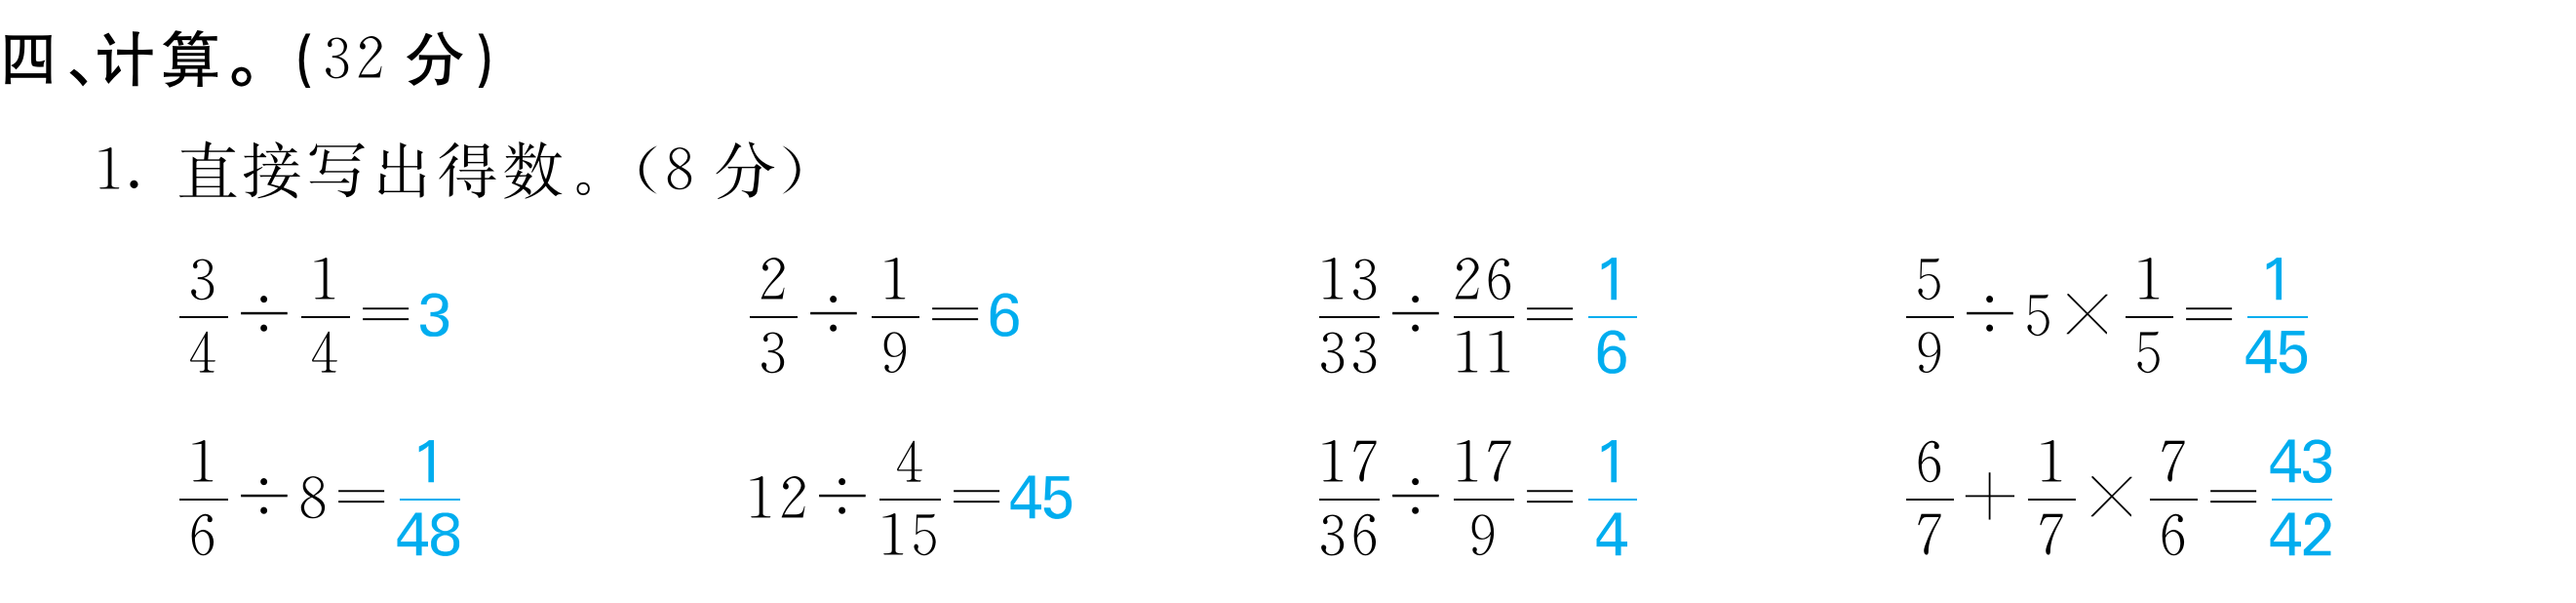 四、计算。(32 分)
1. 直接写出得数。(8 分)
3/4÷1/4=3 2/3÷1/9=6 13/33÷26/11=1/6 5/9÷5×1/5=1/45
1/6÷8=1/48 12÷4/15=45 17/36÷17/9=1/4 6/7+1/7×7/6=43/42